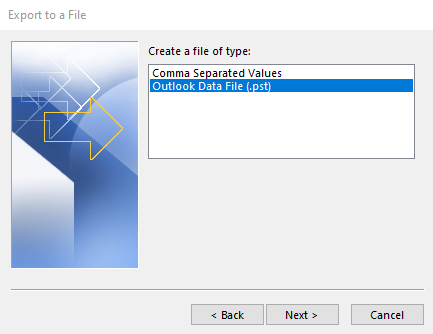 Export to a File
Create a file of type:
Comma Separated Values
Outlook Data File (.pst)
< Back
Next >
Cancel